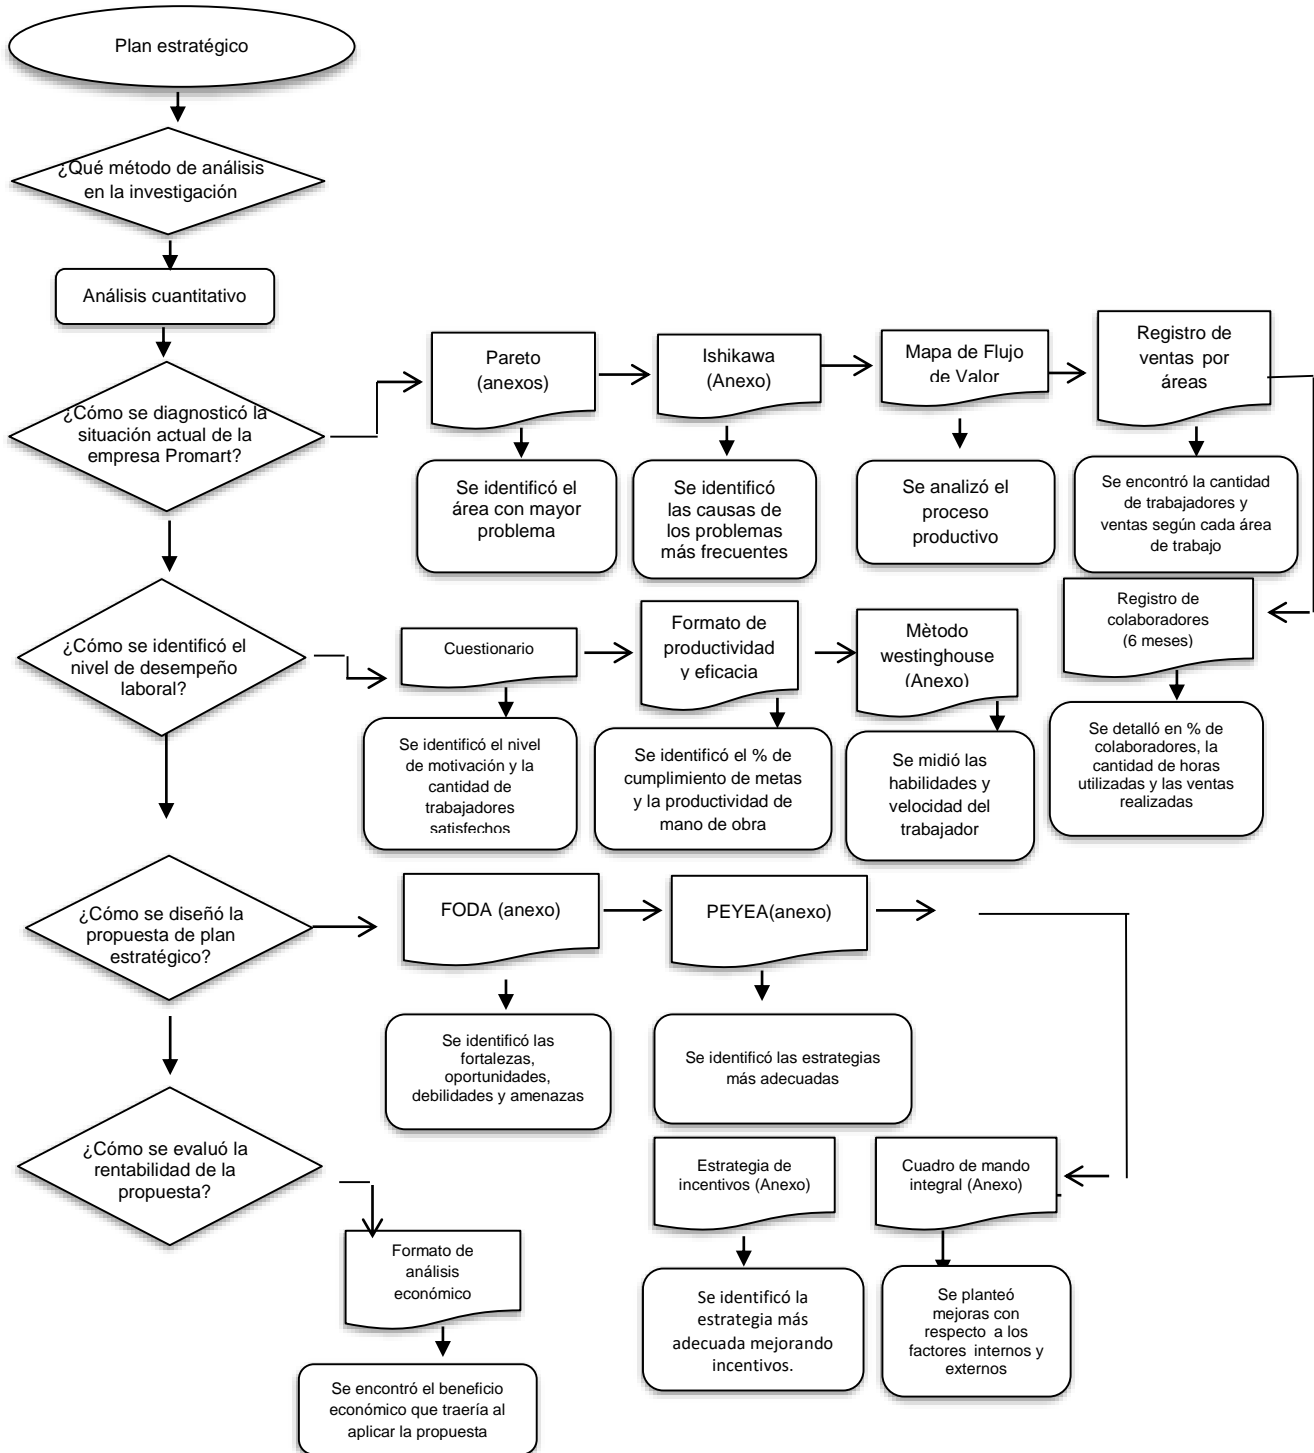 Plan estratégico
¿Qué método de análisis
en la investigación
Análisis cuantitativo
¿Cómo se diagnosticó la
situación actual de la
empresa Promart?
Pareto
(anexos)
Ishikawa
(Anexo)
Mapa de Flujo
de Valor
Registro de
ventas por
áreas
Se identificó el
área con mayor
problema
Se identificó
las causas de
los problemas
más frecuentes
Se analizó el
proceso
productivo
Se encontró la cantidad
de trabajadores y
ventas según cada área
de trabajo
¿Cómo se identificó el
nivel de desempeño
laboral?
Cuestionario
Formato de
productividad
y eficacia
Mètodo
westinghouse
(Anexo)
Registro de
colaboradores
(6 meses)
Se identificó el nivel
de motivación y la
cantidad de
trabajadores
satisfechos
Se identificó el % de
cumplimiento de metas
y la productividad de
mano de obra
Se midió las
habilidades y
velocidad del
trabajador
Se detalló en % de
colaboradores, la
cantidad de horas
utilizadas y las ventas
realizadas
¿Cómo se diseñó la
propuesta de plan
estratégico?
FODA (anexo)
PEYEA(anexo)
Se identificó las
fortalezas,
oportunidades,
debilidades y amenazas
Se identificó las estrategias
más adecuadas
¿Cómo se evaluó la
rentabilidad de la
propuesta?
Estrategia de
incentivos (Anexo)
Cuadro de mando
integral (Anexo)
Formato de
análisis
económico
Se identificó la
estrategia más
adecuada mejorando
incentivos.
Se planteó
mejoras con
respecto a los
factores internos y
externos
Se encontró el beneficio
económico que traería al
aplicar la propuesta